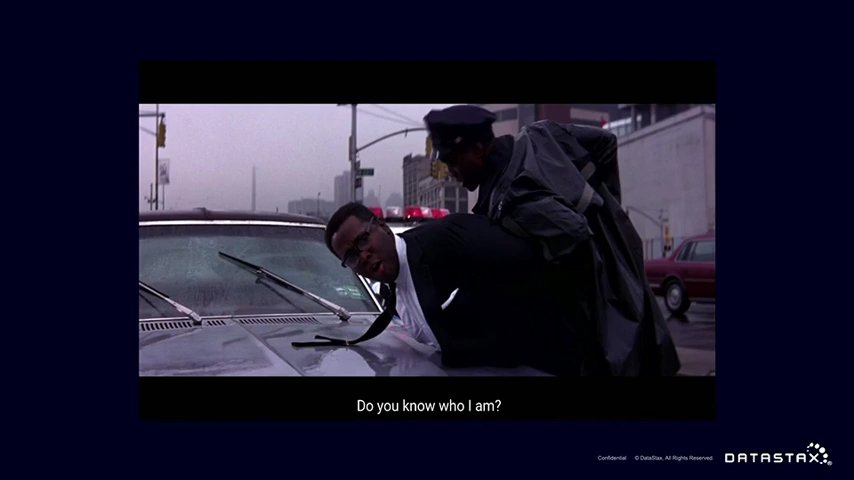 Do you know who I am?
Confidential © DataStax, All Rights Reserved.
DATASTAX®